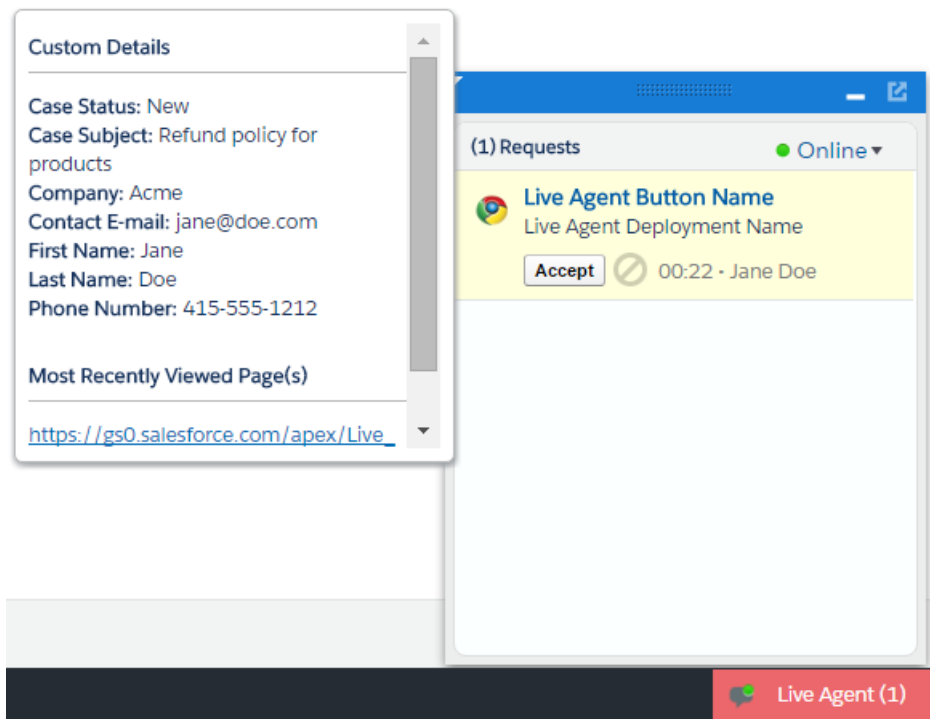 Custom Details
Case Status: New
Case Subject: Refund policy for
products
Company: Acme
Contact E-mail: jane@doe.com
First Name: Jane
Last Name: Doe
Phone Number: 415-555-1212
Most Recently Viewed Page(s)
https://gs0.salesforce.com/apex/Live_
(1) Requests
Online
Live Agent Button Name
Live Agent Deployment Name
Accept 00:22 · Jane Doe
Live Agent (1)